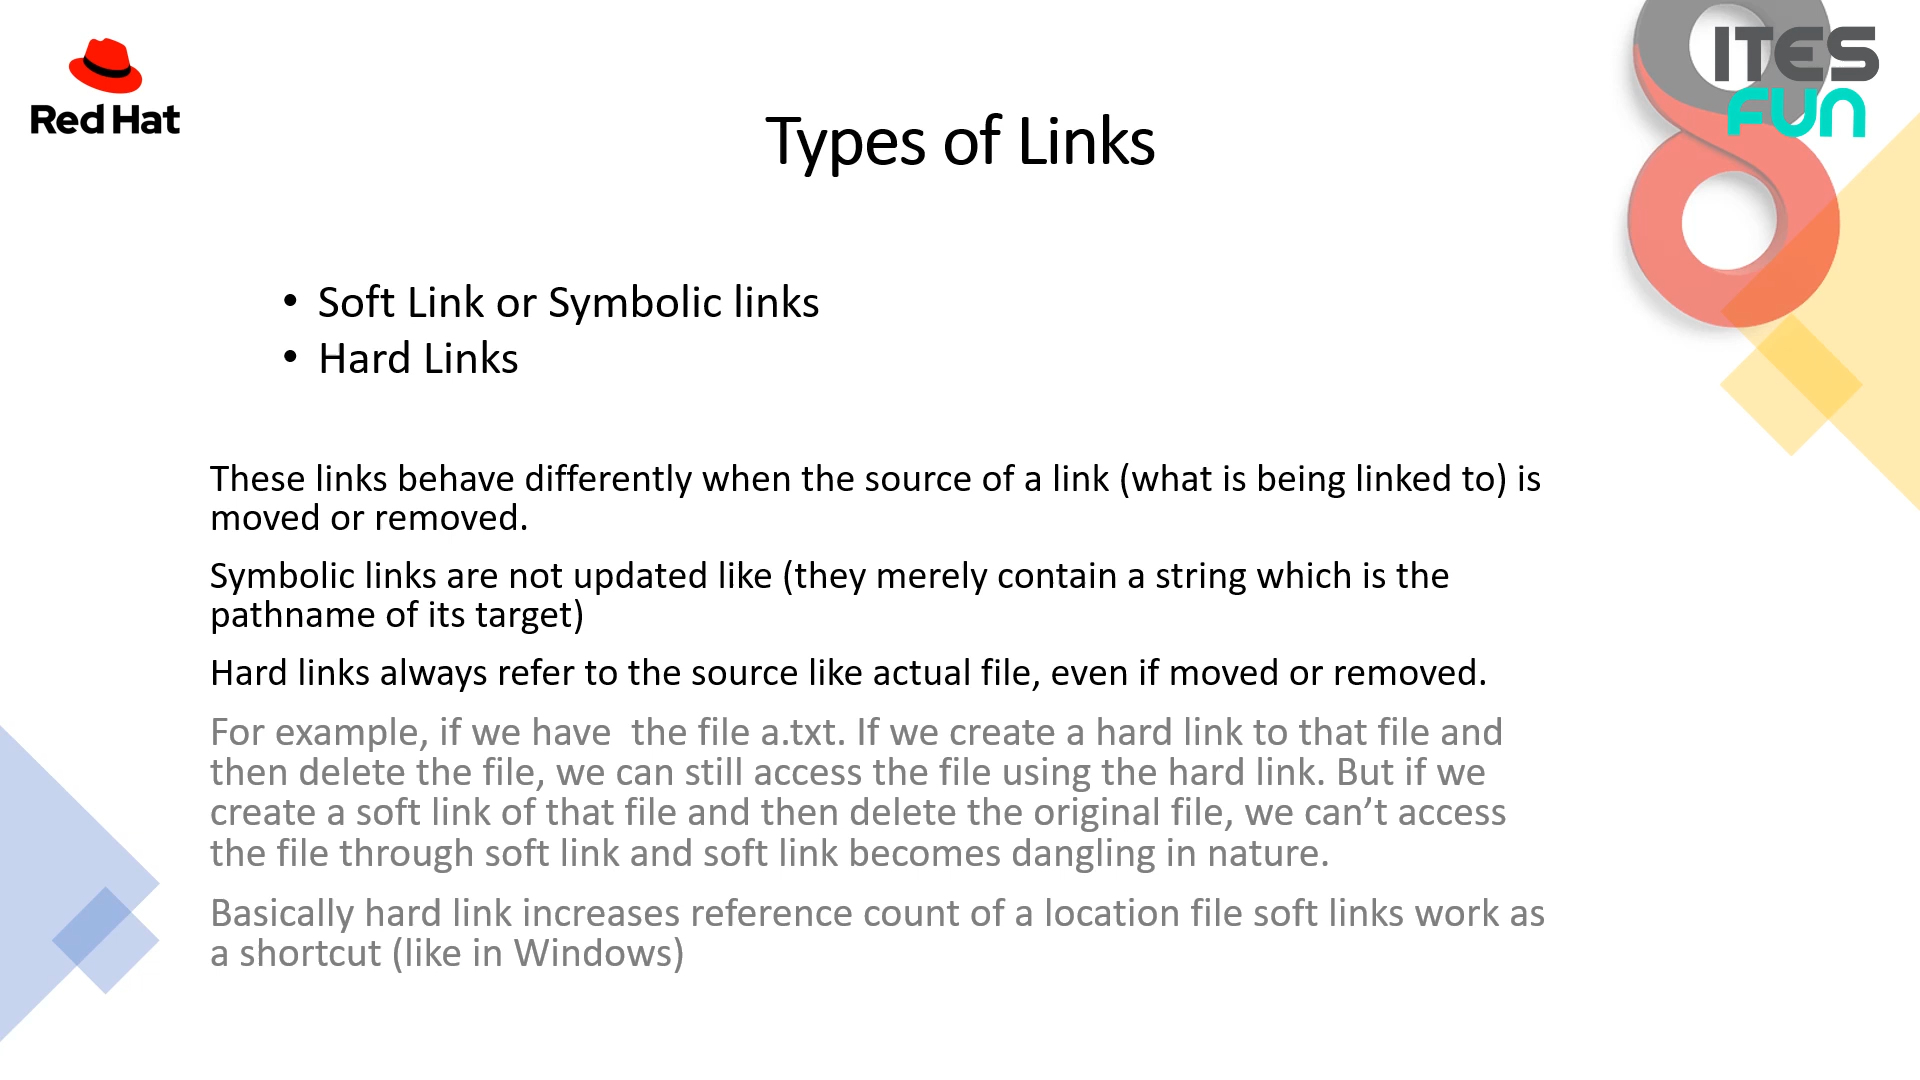 Red Hat
ITES
FUN
Types of Links
• Soft Link or Symbolic links
• Hard Links
These links behave differently when the source of a link (what is being linked to) is
moved or removed.
Symbolic links are not updated like (they merely contain a string which is the
pathname of its target)
Hard links always refer to the source like actual file, even if moved or removed.
For example, if we have  the file a.txt. If we create a hard link to that file and
then delete the file, we can still access the file using the hard link. But if we
create a soft link of that file and then delete the original file, we can’t access
the file through soft link and soft link becomes dangling in nature.
Basically hard link increases reference count of a location file soft links work as
a shortcut (like in Windows)